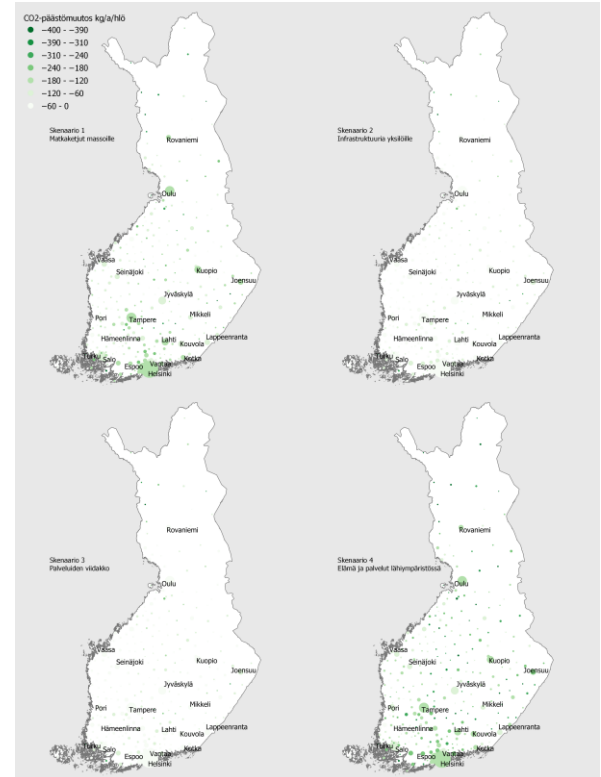 CO2-päästömuutos kg/a/hlö
−400 - −390
−390 - −310
−310 - −240
−240 - −180
−180 - −120
−120 - −60
−60 - 0
Skenaario 1
Matkaketjut massoille
Rovaniemi
Oulu
Vaasa
Seinäjoki
Kuopio
Joensuu
Jyväskylä
Pori
Tampere
Mikkeli
Hämeenlinna
Lahti
Kouvola
Lappeenranta
Turku
Salo
Espoo
Vantaa
Kotka
Helsinki
Skenaario 2
Infrastruktuuria yksilöille
Rovaniemi
Oulu
Vaasa
Seinäjoki
Kuopio
Joensuu
Jyväskylä
Pori
Tampere
Mikkeli
Hämeenlinna
Lahti
Kouvola
Lappeenranta
Turku
Salo
Espoo
Vantaa
Kotka
Helsinki
Skenaario 3
Palveluiden viidakko
Rovaniemi
Oulu
Vaasa
Seinäjoki
Kuopio
Joensuu
Jyväskylä
Pori
Tampere
Mikkeli
Hämeenlinna
Lahti
Kouvola
Lappeenranta
Turku
Salo
Espoo
Vantaa
Kotka
Helsinki
Skenaario 4
Elämä ja palvelut lähiympäristössä
Rovaniemi
Oulu
Vaasa
Seinäjoki
Kuopio
Joensuu
Jyväskylä
Pori
Tampere
Mikkeli
Hämeenlinna
Lahti
Kouvola
Lappeenranta
Turku
Salo
Espoo
Vantaa
Kotka
Helsinki